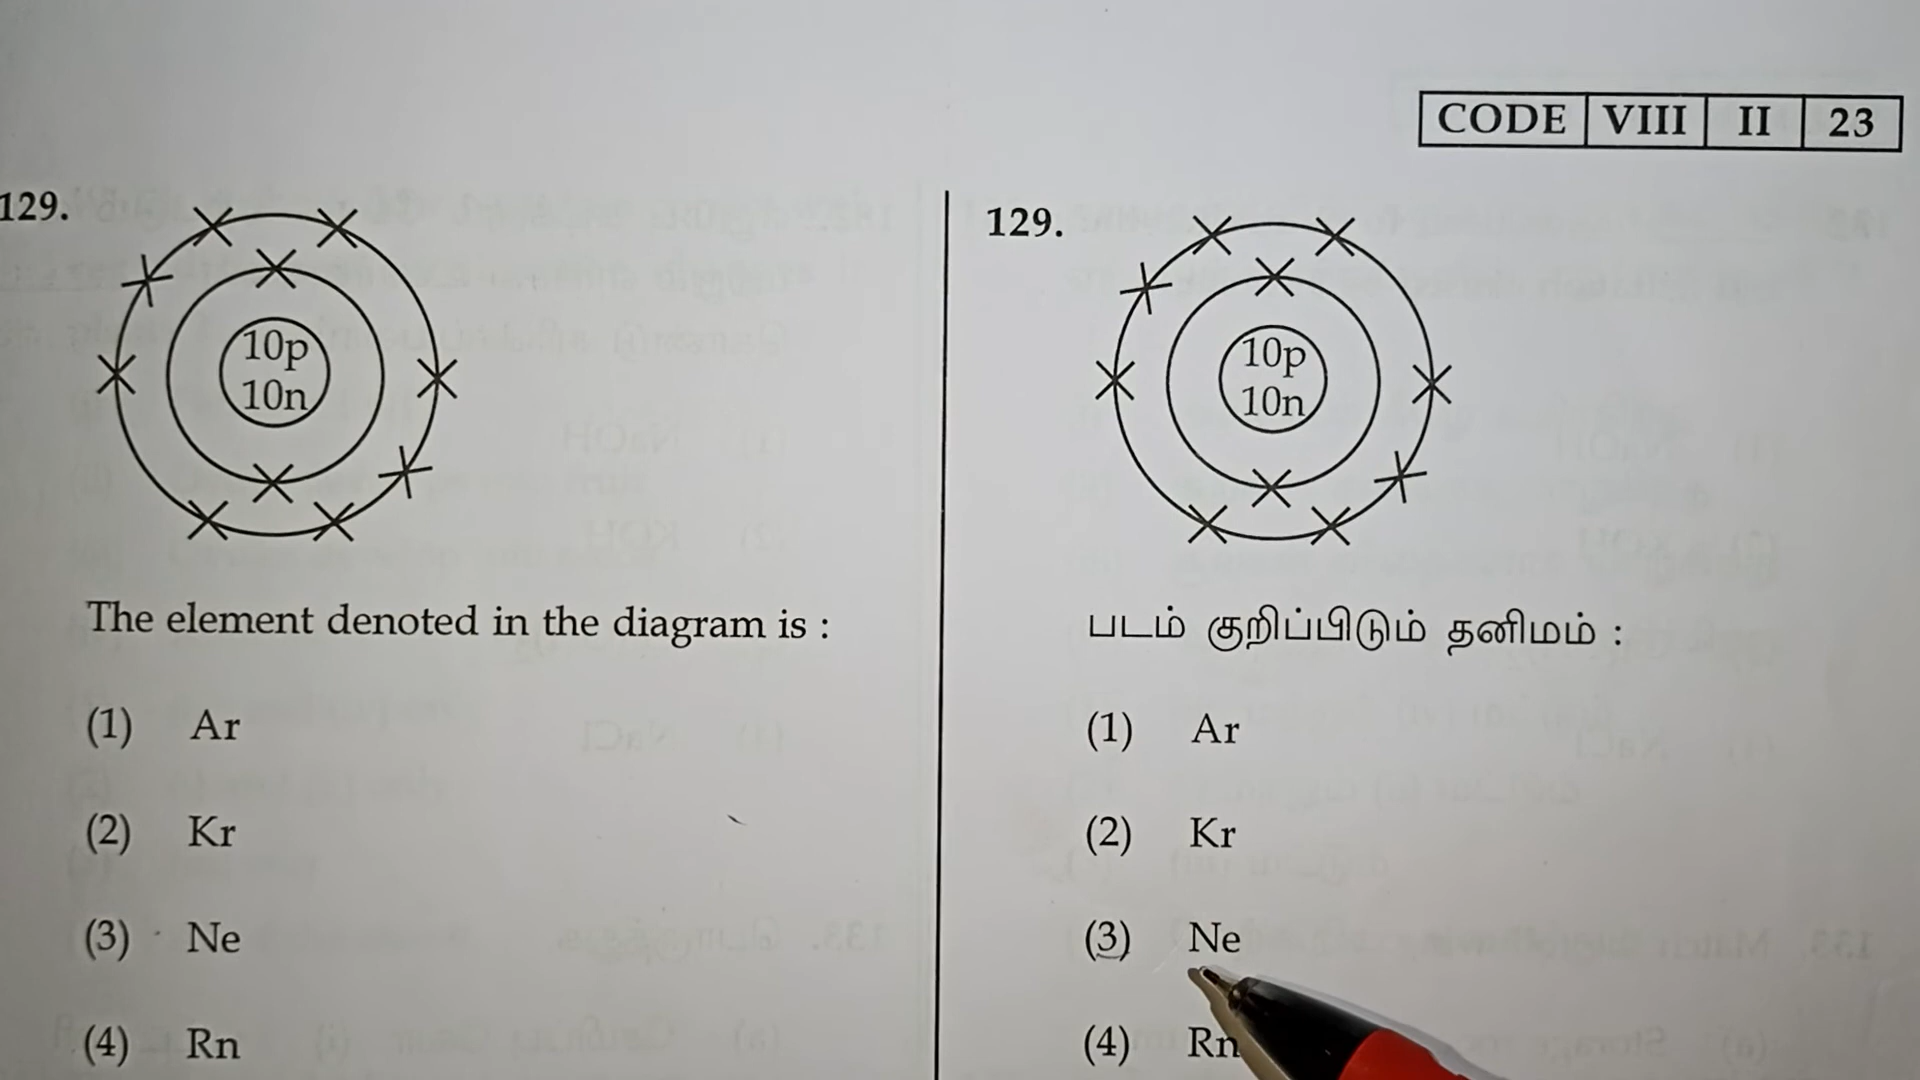 CODE VIII II 23
129.
10p
10n
The element denoted in the diagram is :
(1) Ar
(2) Kr
(3) Ne
(4) Rn
129.
10p
10n
படம் குறிப்பிடும் தனிமம் :
(1) Ar
(2) Kr
(3) Ne
(4) Rn